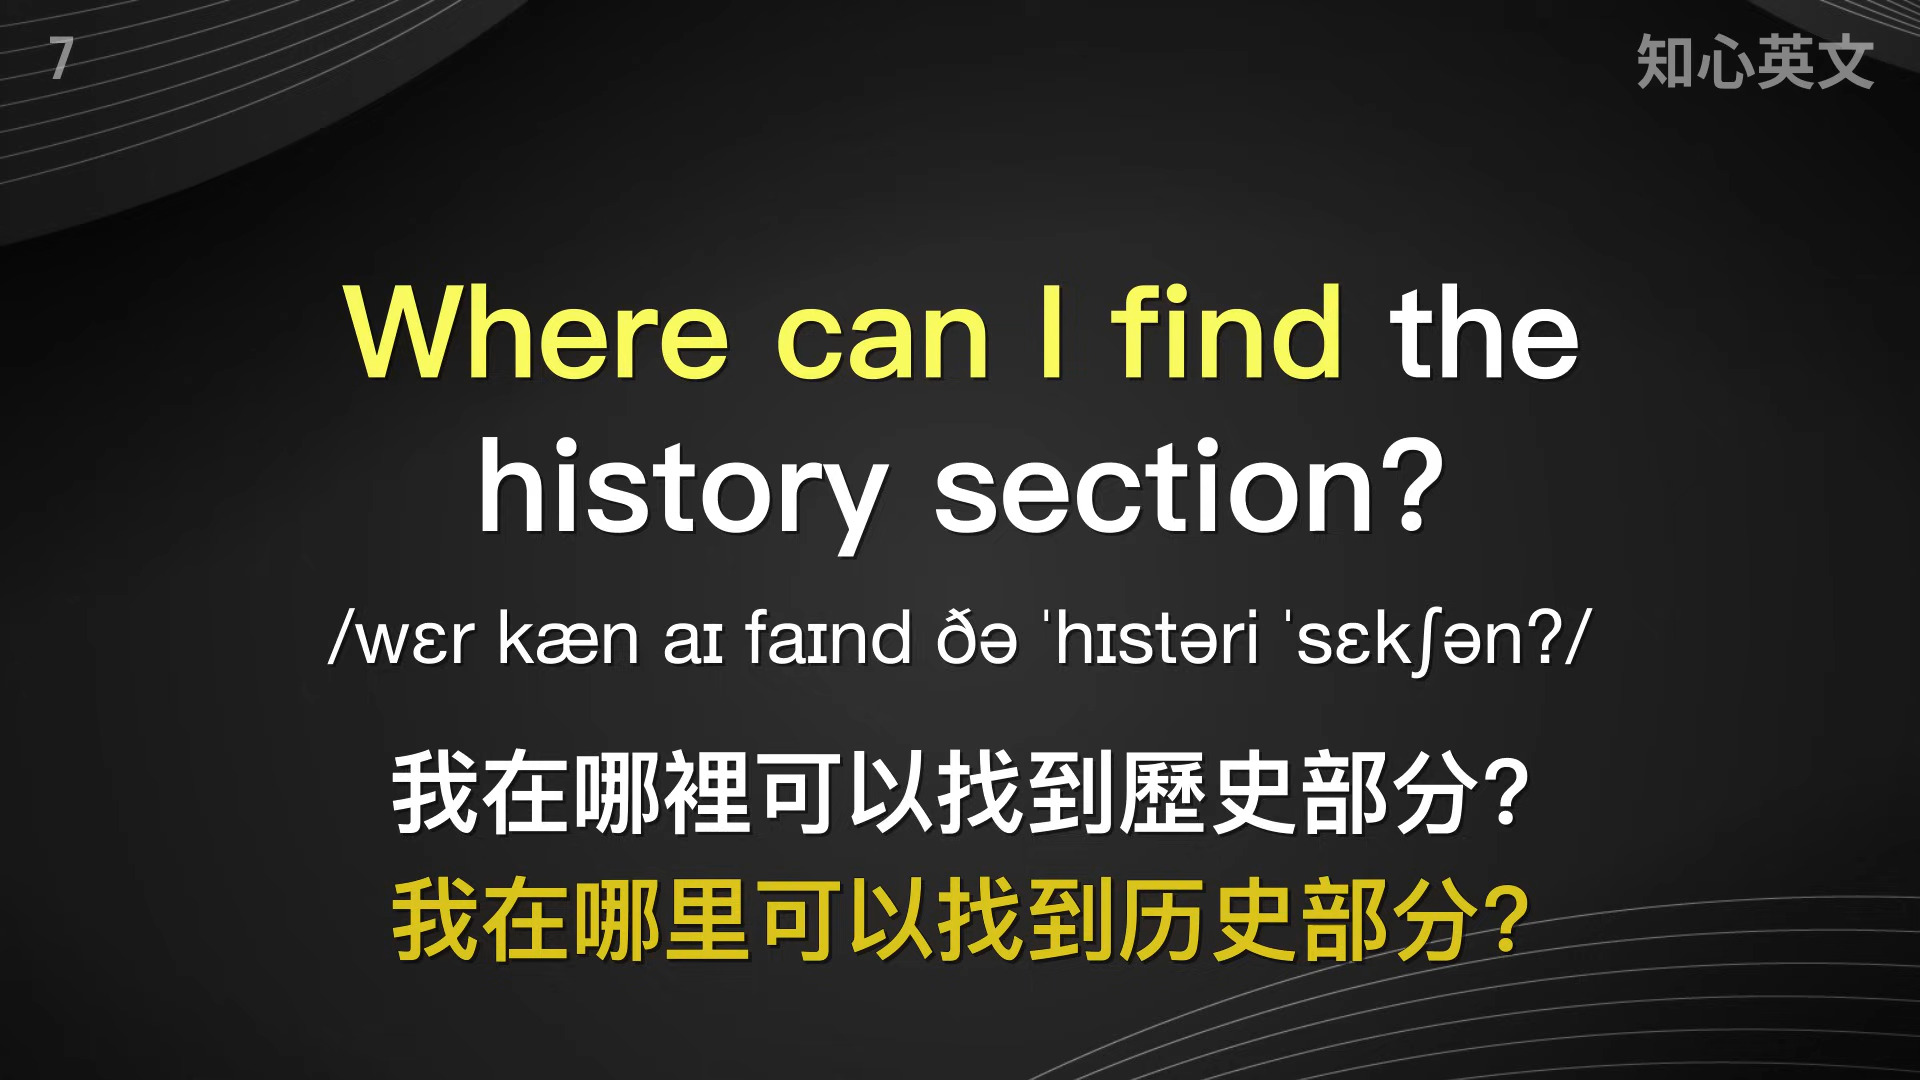 7
知心英文
Where can I find the
history section?
/wɛr kæn aɪ faɪnd ðə ˈhɪstəri ˈsɛkʃən?/
我在哪裡可以找到歷史部分?
我在哪里可以找到历史部分?